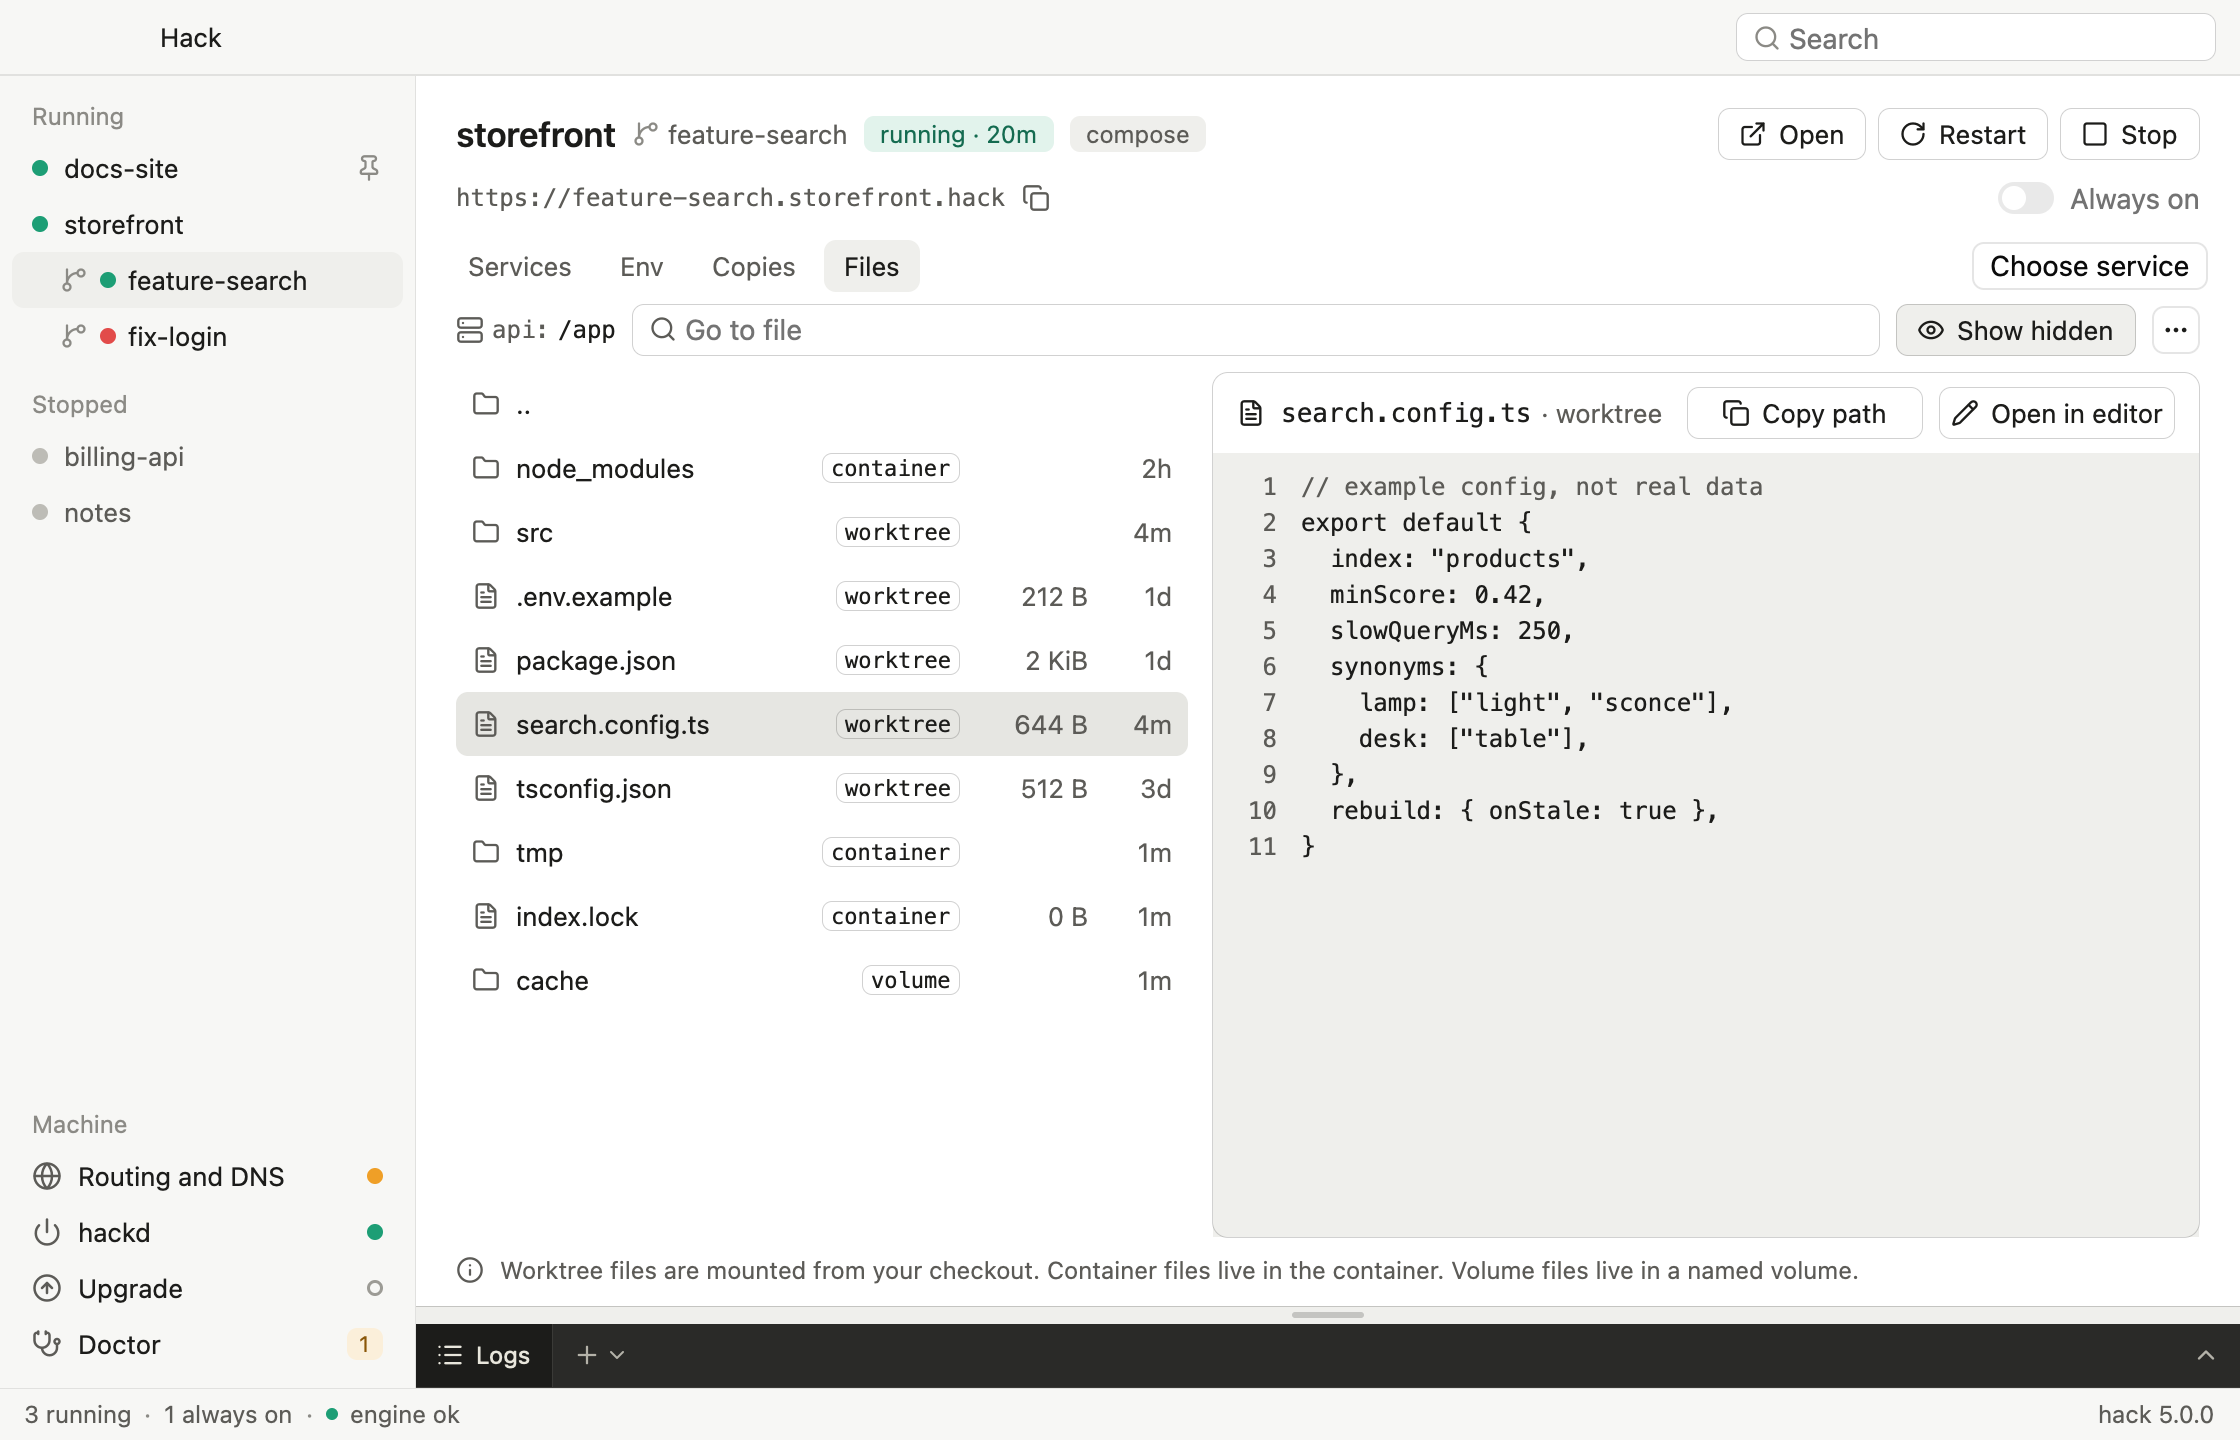 Hack
Search
Running
docs-site
storefront
feature-search
fix-login
Stopped
billing-api
notes
Machine
Routing and DNS
hackd
Upgrade
Doctor 1
storefront feature-search running · 20m compose
Open Restart Stop
https://feature-search.storefront.hack
Always on
Services Env Copies Files
Choose service
api: /app Go to file Show hidden
..
node_modules container 2h
src worktree 4m
.env.example worktree 212 B 1d
package.json worktree 2 KiB 1d
search.config.ts worktree 644 B 4m
tsconfig.json worktree 512 B 3d
tmp container 1m
index.lock container 0 B 1m
cache volume 1m
search.config.ts · worktree Copy path Open in editor
1 // example config, not real data
2 export default {
3   index: "products",
4   minScore: 0.42,
5   slowQueryMs: 250,
6   synonyms: {
7     lamp: ["light", "sconce"],
8     desk: ["table"],
9   },
10   rebuild: { onStale: true },
11 }
Worktree files are mounted from your checkout. Container files live in the container. Volume files live in a named volume.
Logs
3 running · 1 always on · engine ok
hack 5.0.0